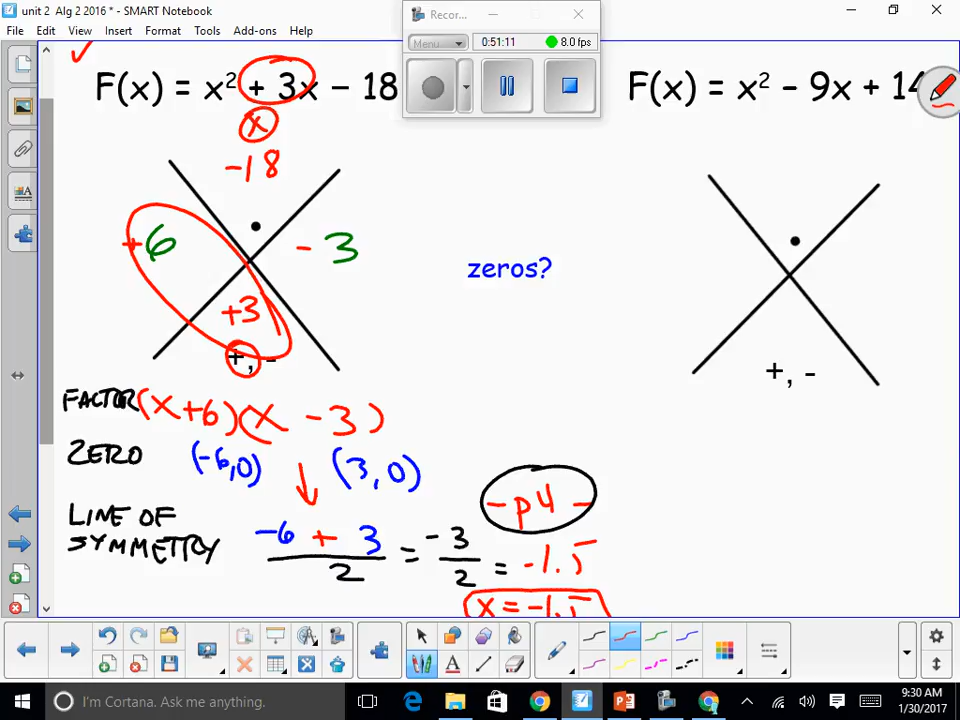 unit 2 Alg 2 2016 * - SMART Notebook
File Edit View Insert Format Tools Add-ons Help
Recor...
Menu 0:51:11 8.0 fps
F(x) = x² + 3x − 18
F(x) = x² - 9x + 14
x
-18
+6
- 3
+3
+, -
zeros?
+, -
FACTOR (x+6)(x -3)
ZERO (-6,0) (3,0)
- p4 -
LINE OF
SYMMETRY
-6 + 3
2
= -3
2
= -1.5
x = -1.5
A
I'm Cortana. Ask me anything.
9:30 AM
1/30/2017